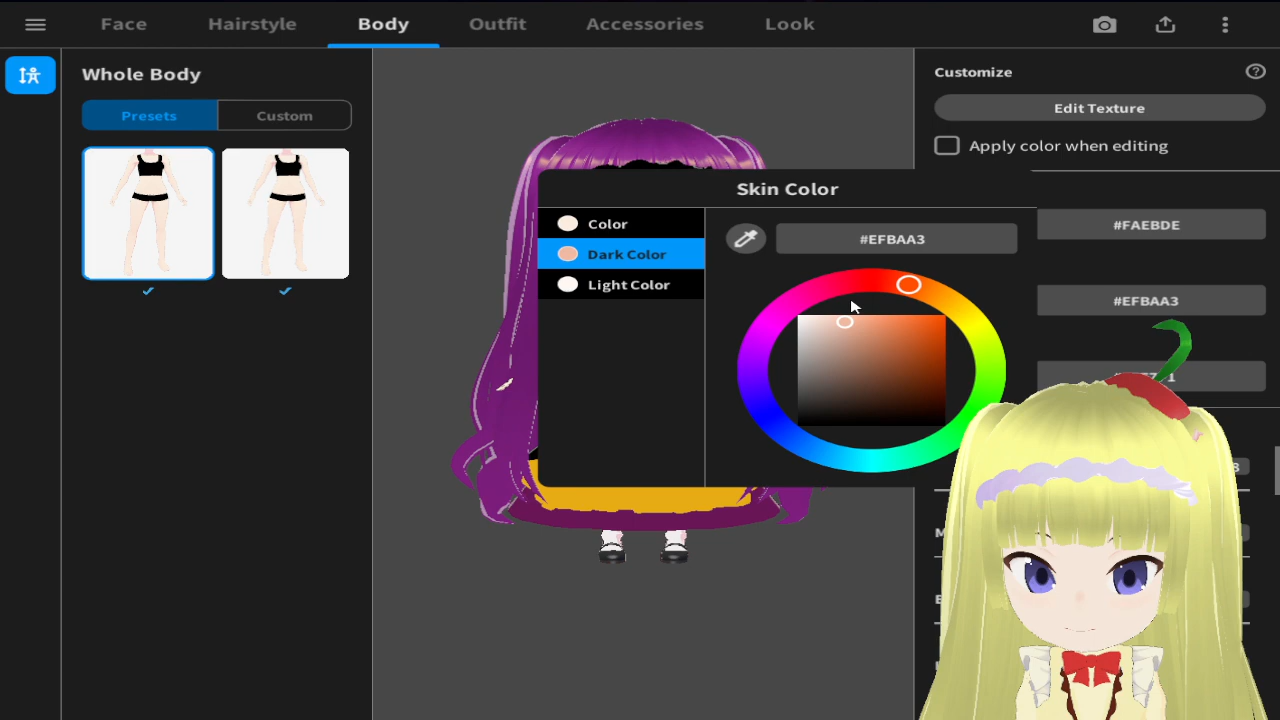 Face Hairstyle Body Outfit Accessories Look
Whole Body
Presets Custom
Customize
Edit Texture
Apply color when editing
Skin Color
Color
Dark Color
Light Color
#EFBAA3
#FAEBDE
#EFBAA3